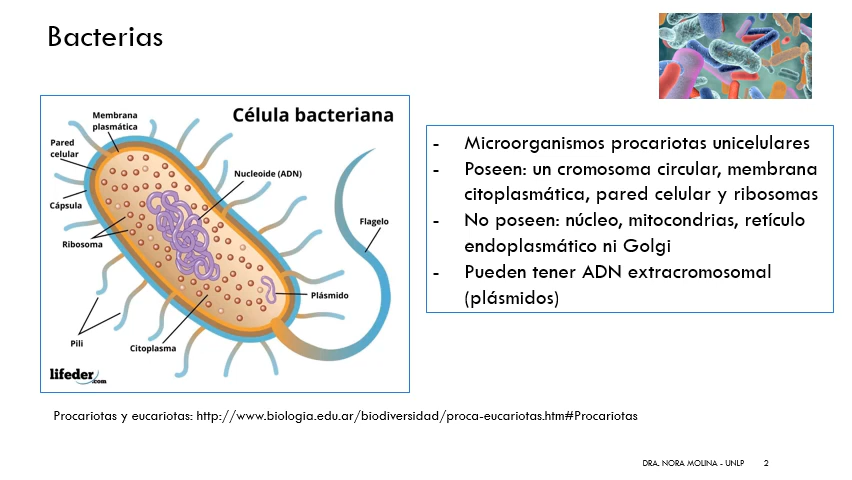 Bacterias
Célula bacteriana
Membrana
plasmática
Pared
celular
Nucleoide (ADN)
Cápsula
Flagelo
Ribosoma
Plásmido
Pili
Citoplasma
lifeder.com
- Microorganismos procariotas unicelulares
- Poseen: un cromosoma circular, membrana
citoplasmática, pared celular y ribosomas
- No poseen: núcleo, mitocondrias, retículo
endoplasmático ni Golgi
- Pueden tener ADN extracromosomal
(plásmidos)
Procariotas y eucariotas: http://www.biologia.edu.ar/biodiversidad/proca-eucariotas.htm#Procariotas
DRA. NORA MOLINA - UNLP 2